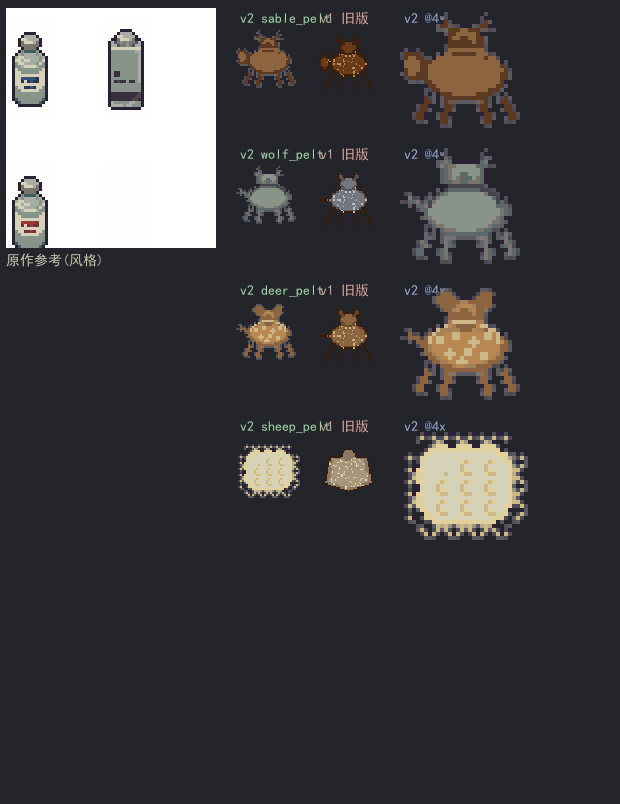 v2 sable_pelt
v1 旧版
v2 @4x
v2 wolf_pelt
v1 旧版
v2 @4x
原作参考(风格)
v2 deer_pelt
v1 旧版
v2 @4x
v2 sheep_pelt
v1 旧版
v2 @4x